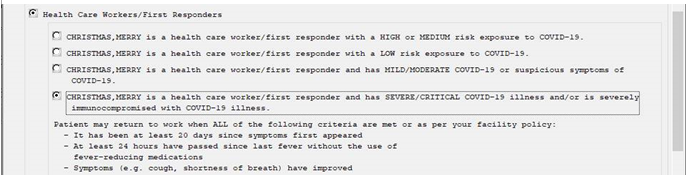 Health Care Workers/First Responders
CHRISTMAS,MERRY is a health care worker/first responder with a HIGH or MEDIUM risk exposure to COVID-19.
CHRISTMAS,MERRY is a health care worker/first responder with a LOW risk exposure to COVID-19.
CHRISTMAS,MERRY is a health care worker/first responder and has MILD/MODERATE COVID-19 or suspicious symptoms of
COVID-19.
CHRISTMAS,MERRY is a health care worker/first responder and has SEVERE/CRITICAL COVID-19 illness and/or is severely
immunocompromised with COVID-19 illness.
Patient may return to work when ALL of the following criteria are met or as per your facility policy:
- It has been at least 20 days since symptoms first appeared
- At least 24 hours have passed since last fever without the use of
fever-reducing medications
- Symptoms (e.g. cough, shortness of breath) have improved